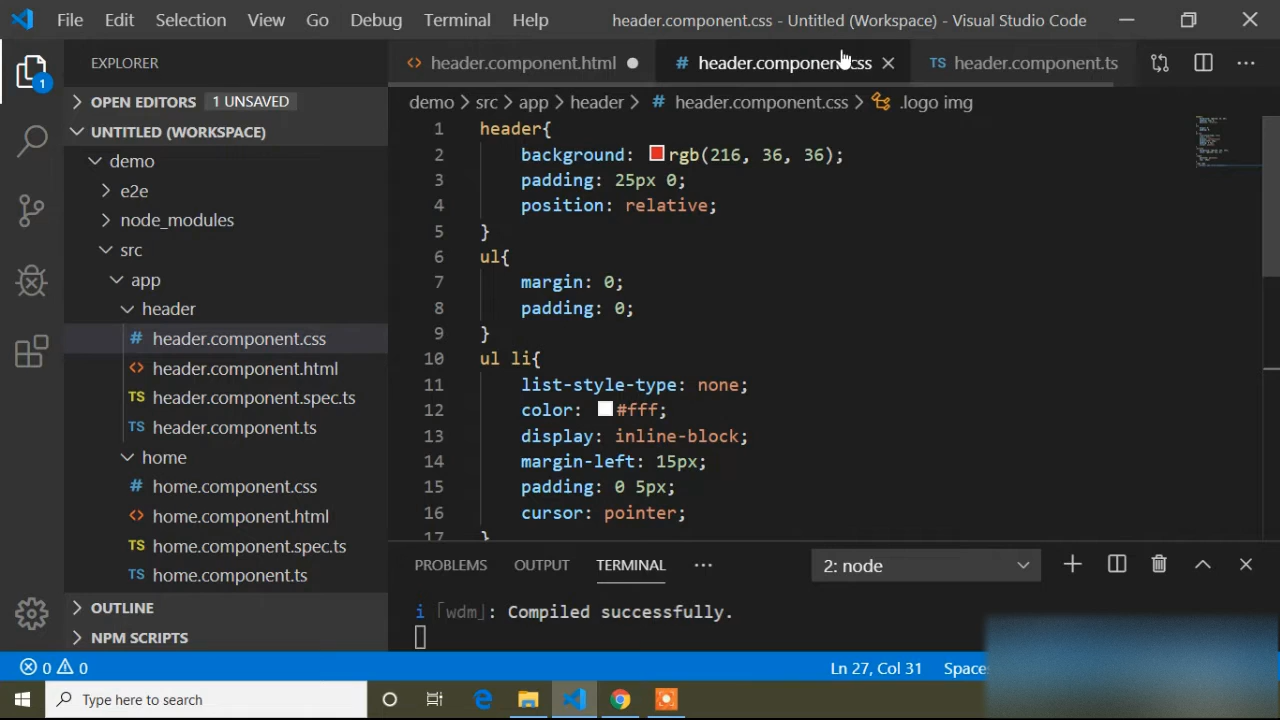 File Edit Selection View Go Debug Terminal Help header.component.css - Untitled (Workspace) - Visual Studio Code
EXPLORER
1
OPEN EDITORS 1 UNSAVED
UNTITLED (WORKSPACE)
demo
e2e
node_modules
src
app
header
header.component.css
header.component.html
TS header.component.spec.ts
TS header.component.ts
home
home.component.css
home.component.html
TS home.component.spec.ts
TS home.component.ts
OUTLINE
NPM SCRIPTS
header.component.html # header.component.css TS header.component.ts
demo > src > app > header > # header.component.css > .logo img
1 header{
2 background: rgb(216, 36, 36);
3 padding: 25px 0;
4 position: relative;
5 }
6 ul{
7 margin: 0;
8 padding: 0;
9 }
10 ul li{
11 list-style-type: none;
12 color: #fff;
13 display: inline-block;
14 margin-left: 15px;
15 padding: 0 5px;
16 cursor: pointer;
17 }
PROBLEMS OUTPUT TERMINAL ... 2: node
i ｢wdm｣: Compiled successfully.
0 0 Ln 27, Col 31
Type here to search